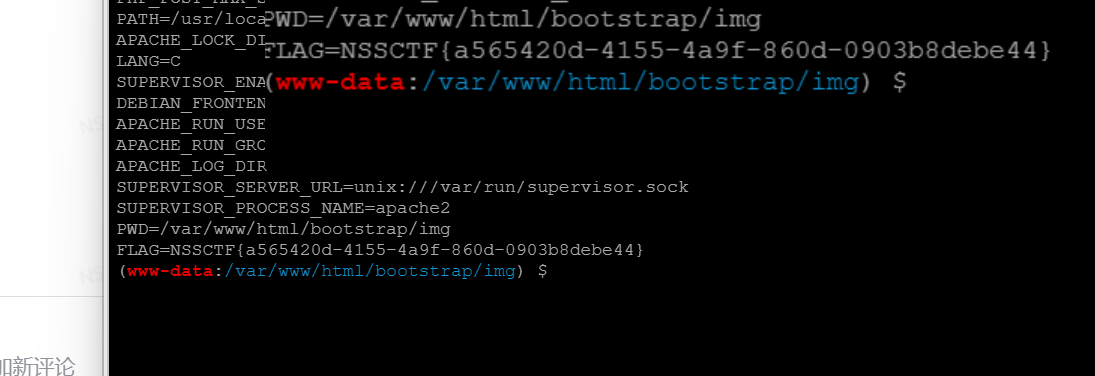 PATH=/usr/loca
APACHE_LOCK_DI
LANG=C
SUPERVISOR_ENA
DEBIAN_FRONTEN
APACHE_RUN_USE
APACHE_RUN_GRO
APACHE_LOG_DIR
PWD=/var/www/html/bootstrap/img
FLAG=NSSCTF{a565420d-4155-4a9f-860d-0903b8debe44}
(www-data:/var/www/html/bootstrap/img) $
SUPERVISOR_SERVER_URL=unix:///var/run/supervisor.sock
SUPERVISOR_PROCESS_NAME=apache2
PWD=/var/www/html/bootstrap/img
FLAG=NSSCTF{a565420d-4155-4a9f-860d-0903b8debe44}
(www-data:/var/www/html/bootstrap/img) $
加新评论